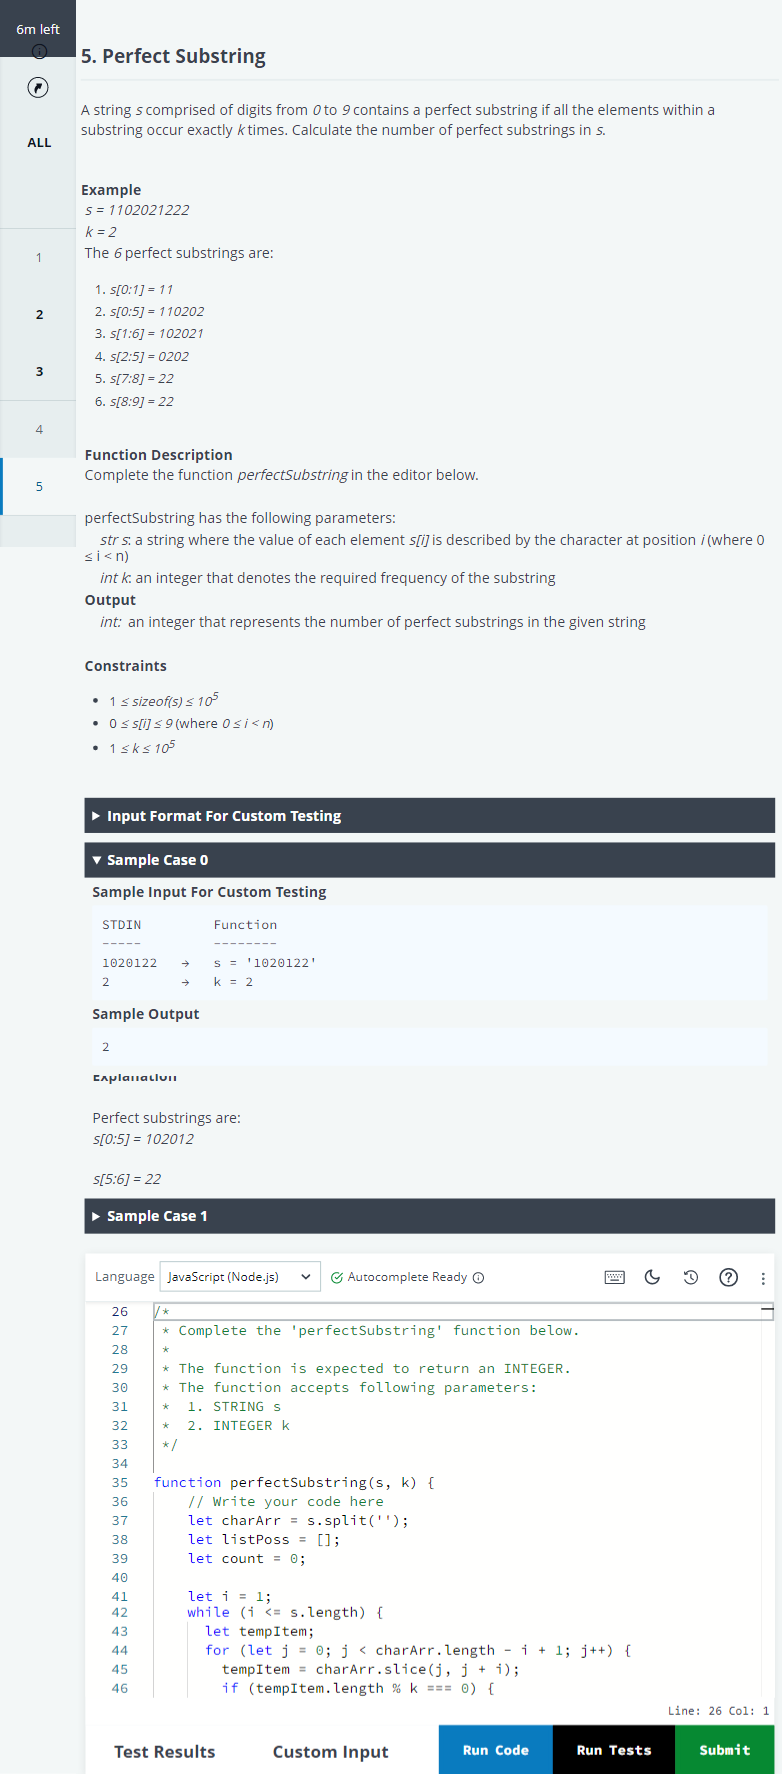 6m left
ALL
1
2
3
4
5
5. Perfect Substring
A string s comprised of digits from 0 to 9 contains a perfect substring if all the elements within a
substring occur exactly k times. Calculate the number of perfect substrings in s.
Example
s = 1102021222
k = 2
The 6 perfect substrings are:
1. s[0:1] = 11
2. s[0:5] = 110202
3. s[1:6] = 102021
4. s[2:5] = 0202
5. s[7:8] = 22
6. s[8:9] = 22
Function Description
Complete the function perfectSubstring in the editor below.
perfectSubstring has the following parameters:
str s: a string where the value of each element s[i] is described by the character at position i (where 0
≤ i < n)
int k: an integer that denotes the required frequency of the substring
Output
int: an integer that represents the number of perfect substrings in the given string
Constraints
• 1 ≤ sizeof(s) ≤ 10⁵
• 0 ≤ s[i] ≤ 9 (where 0 ≤ i < n)
• 1 ≤ k ≤ 10⁵
▶ Input Format For Custom Testing
▼ Sample Case 0
Sample Input For Custom Testing
STDIN Function
----- --------
1020122 → s = '1020122'
2 → k = 2
Sample Output
2
Explanation
Perfect substrings are:
s[0:5] = 102012
s[5:6] = 22
▶ Sample Case 1
Language JavaScript (Node.js) Autocomplete Ready
26 /*
27 * Complete the 'perfectSubstring' function below.
28 *
29 * The function is expected to return an INTEGER.
30 * The function accepts following parameters:
31 * 1. STRING s
32 * 2. INTEGER k
33 */
34
35 function perfectSubstring(s, k) {
36 // Write your code here
37 let charArr = s.split('');
38 let listPoss = [];
39 let count = 0;
40
41 let i = 1;
42 while (i <= s.length) {
43 let tempItem;
44 for (let j = 0; j < charArr.length - i + 1; j++) {
45 tempItem = charArr.slice(j, j + i);
46 if (tempItem.length % k === 0) {
Line: 26 Col: 1
Test Results Custom Input Run Code Run Tests Submit